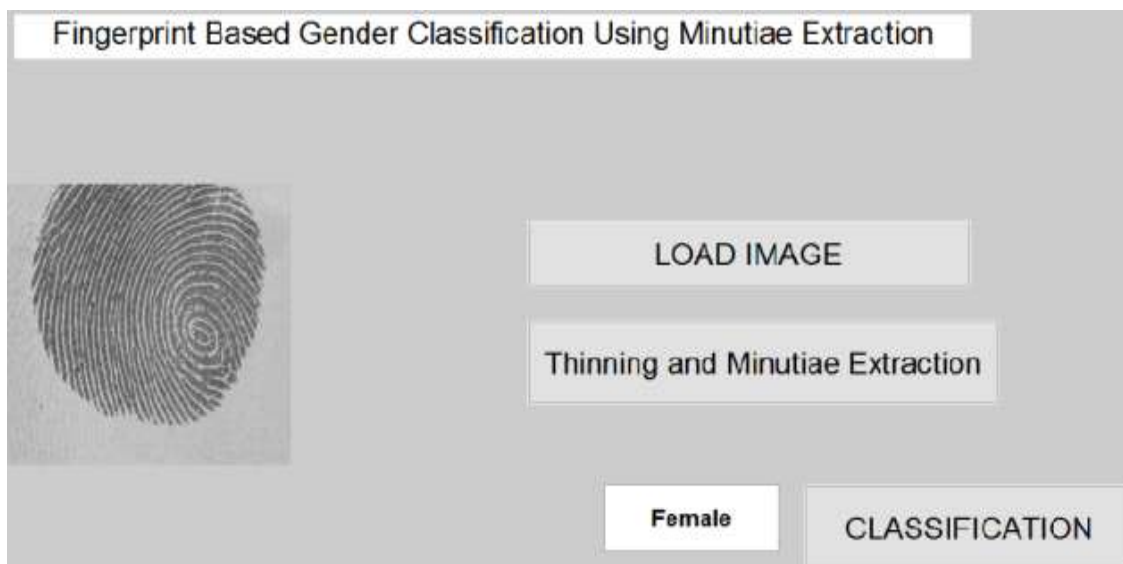 Fingerprint Based Gender Classification Using Minutiae Extraction
LOAD IMAGE
Thinning and Minutiae Extraction
Female
CLASSIFICATION